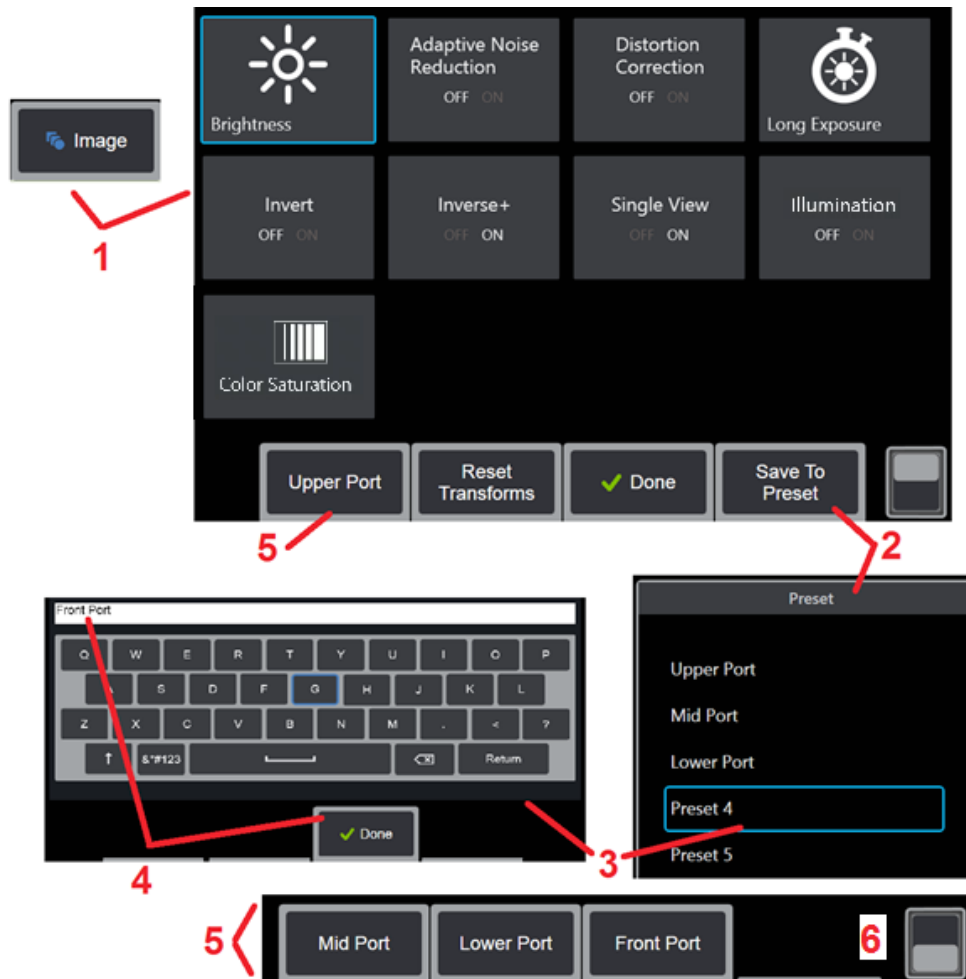 Image
1
Brightness
Adaptive Noise
Reduction
OFF ON
Distortion
Correction
OFF ON
Long Exposure
Invert
OFF ON
Inverse+
OFF ON
Single View
OFF ON
Illumination
OFF ON
Color Saturation
Upper Port
Reset
Transforms
Done
Save To
Preset
5
2
Front Port
Q W E R T Y U I O P
A S D F G H J K L
Z X C V B N M . < ?
↑ &*#123 Return
Done
4
3
Preset
Upper Port
Mid Port
Lower Port
Preset 4
Preset 5
5
Mid Port
Lower Port
Front Port
6